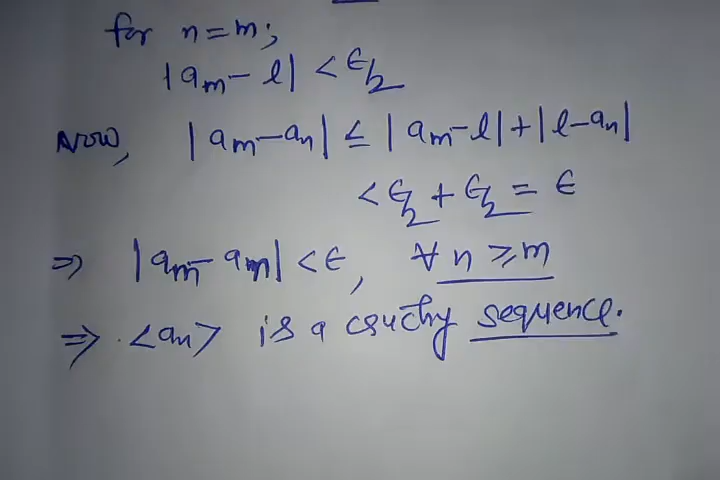 for n=m;
|am-l| < ϵ/2
Now, |am-an| ≤ |am-l|+|l-an|
< ϵ/2 + ϵ/2 = ϵ
⇒ |am-am| < ϵ, ∀ n ≥ m
⇒ <an> is a cauchy sequence.